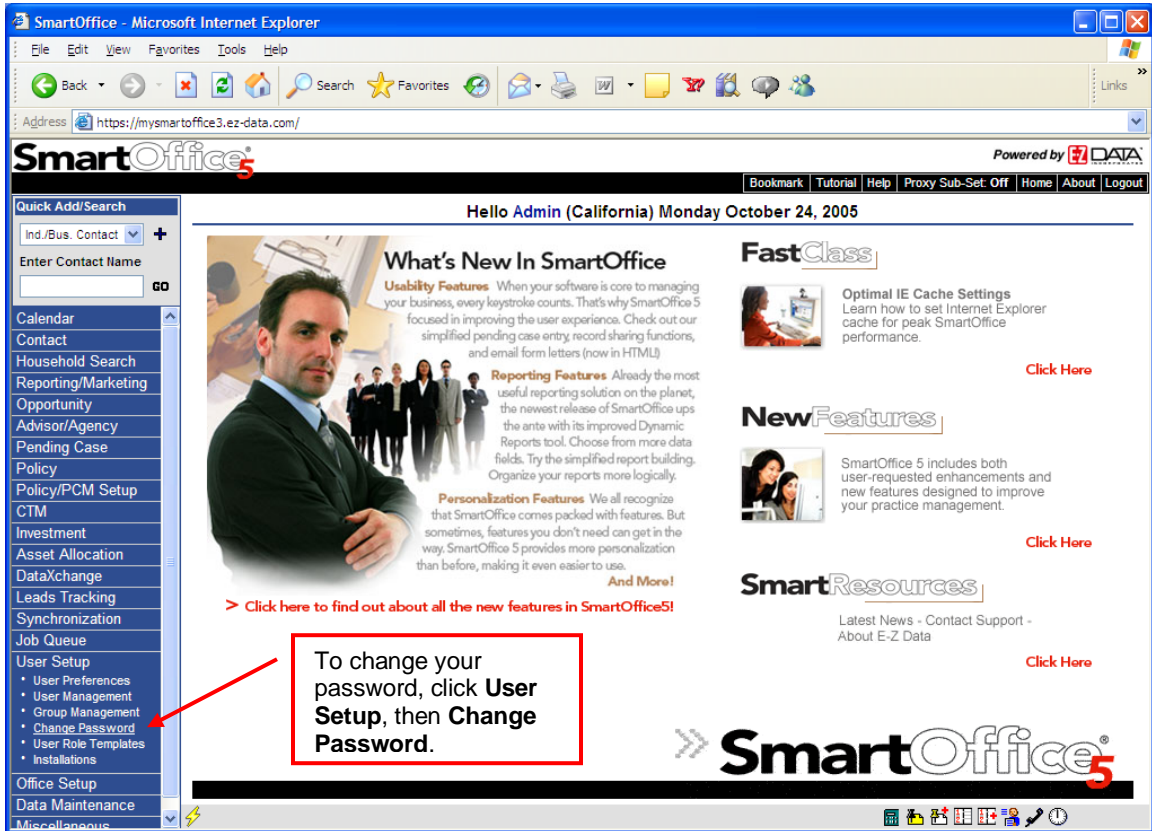 SmartOffice - Microsoft Internet Explorer
File Edit View Favorites Tools Help
Back Search Favorites Links
Address https://mysmartoffice3.ez-data.com/
SmartOffice5
Powered by EZ DATA
Bookmark Tutorial Help Proxy Sub-Set: Off Home About Logout
Quick Add/Search
Ind./Bus. Contact
Enter Contact Name
GO
Calendar
Contact
Household Search
Reporting/Marketing
Opportunity
Advisor/Agency
Pending Case
Policy
Policy/PCM Setup
CTM
Investment
Asset Allocation
DataXchange
Leads Tracking
Synchronization
Job Queue
User Setup
• User Preferences
• User Management
• Group Management
• Change Password
• User Role Templates
• Installations
Office Setup
Data Maintenance
Miscellaneous
Hello Admin (California) Monday October 24, 2005
What's New In SmartOffice
Usability Features When your software is core to managing
your business, every keystroke counts. That's why SmartOffice 5
focused in improving the user experience. Check out our
simplified pending case entry, record sharing functions,
and email form letters (now in HTML!)
Reporting Features Already the most
useful reporting solution on the planet,
the newest release of SmartOffice ups
the ante with its improved Dynamic
Reports tool. Choose from more data
fields. Try the simplified report building.
Organize your reports more logically.
Personalization Features We all recognize
that SmartOffice comes packed with features. But
sometimes, features you don't need can get in the
way. SmartOffice 5 provides more personalization
than before, making it even easier to use.
And More!
> Click here to find out about all the new features in SmartOffice5!
To change your
password, click User
Setup, then Change
Password.
FastClass
Optimal IE Cache Settings
Learn how to set Internet Explorer
cache for peak SmartOffice
performance.
Click Here
NewFeatures
SmartOffice 5 includes both
user-requested enhancements and
new features designed to improve
your practice management.
Click Here
SmartResources
Latest News - Contact Support -
About E-Z Data
Click Here
SmartOffice®5